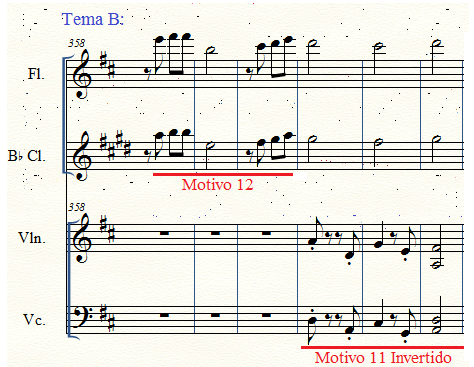 Tema B:
358
Fl.
B♭ Cl.
Motivo 12
358
Vln.
Vc.
Motivo 11 Invertido